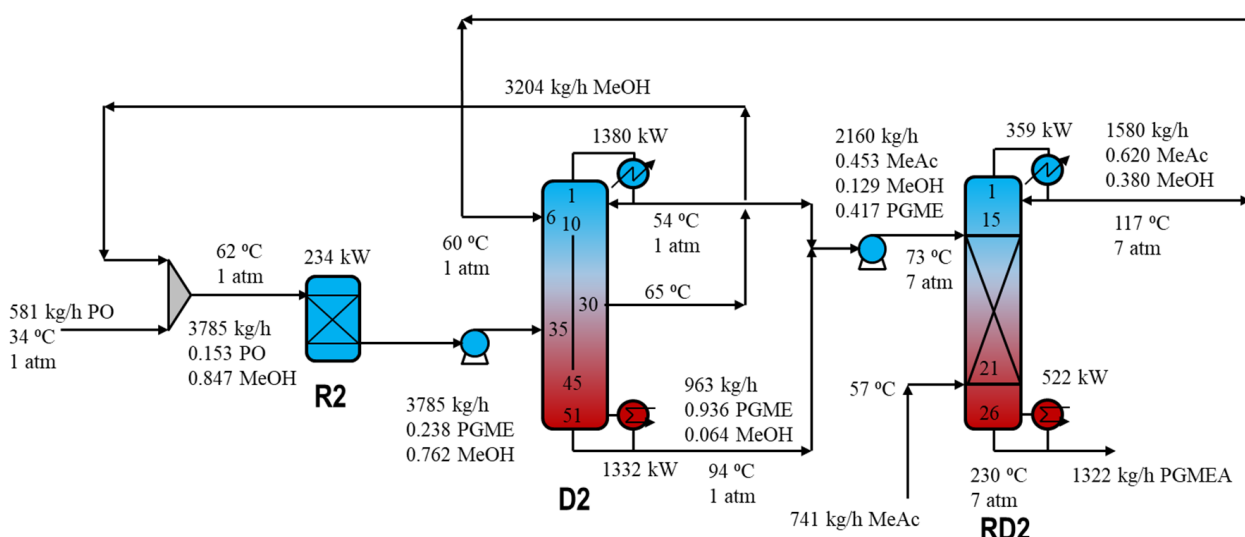 3204 kg/h MeOH
1380 kW
2160 kg/h
0.453 MeAc
0.129 MeOH
0.417 PGME
359 kW
1580 kg/h
0.620 MeAc
0.380 MeOH
1
6
10
30
35
45
51
54 ºC
1 atm
60 ºC
1 atm
65 ºC
73 ºC
7 atm
1
15
21
26
117 ºC
7 atm
62 ºC
1 atm
234 kW
581 kg/h PO
34 ºC
1 atm
3785 kg/h
0.153 PO
0.847 MeOH
R2
3785 kg/h
0.238 PGME
0.762 MeOH
963 kg/h
0.936 PGME
0.064 MeOH
57 ºC
522 kW
1332 kW
94 ºC
1 atm
D2
741 kg/h MeAc
230 ºC
7 atm
1322 kg/h PGMEA
RD2